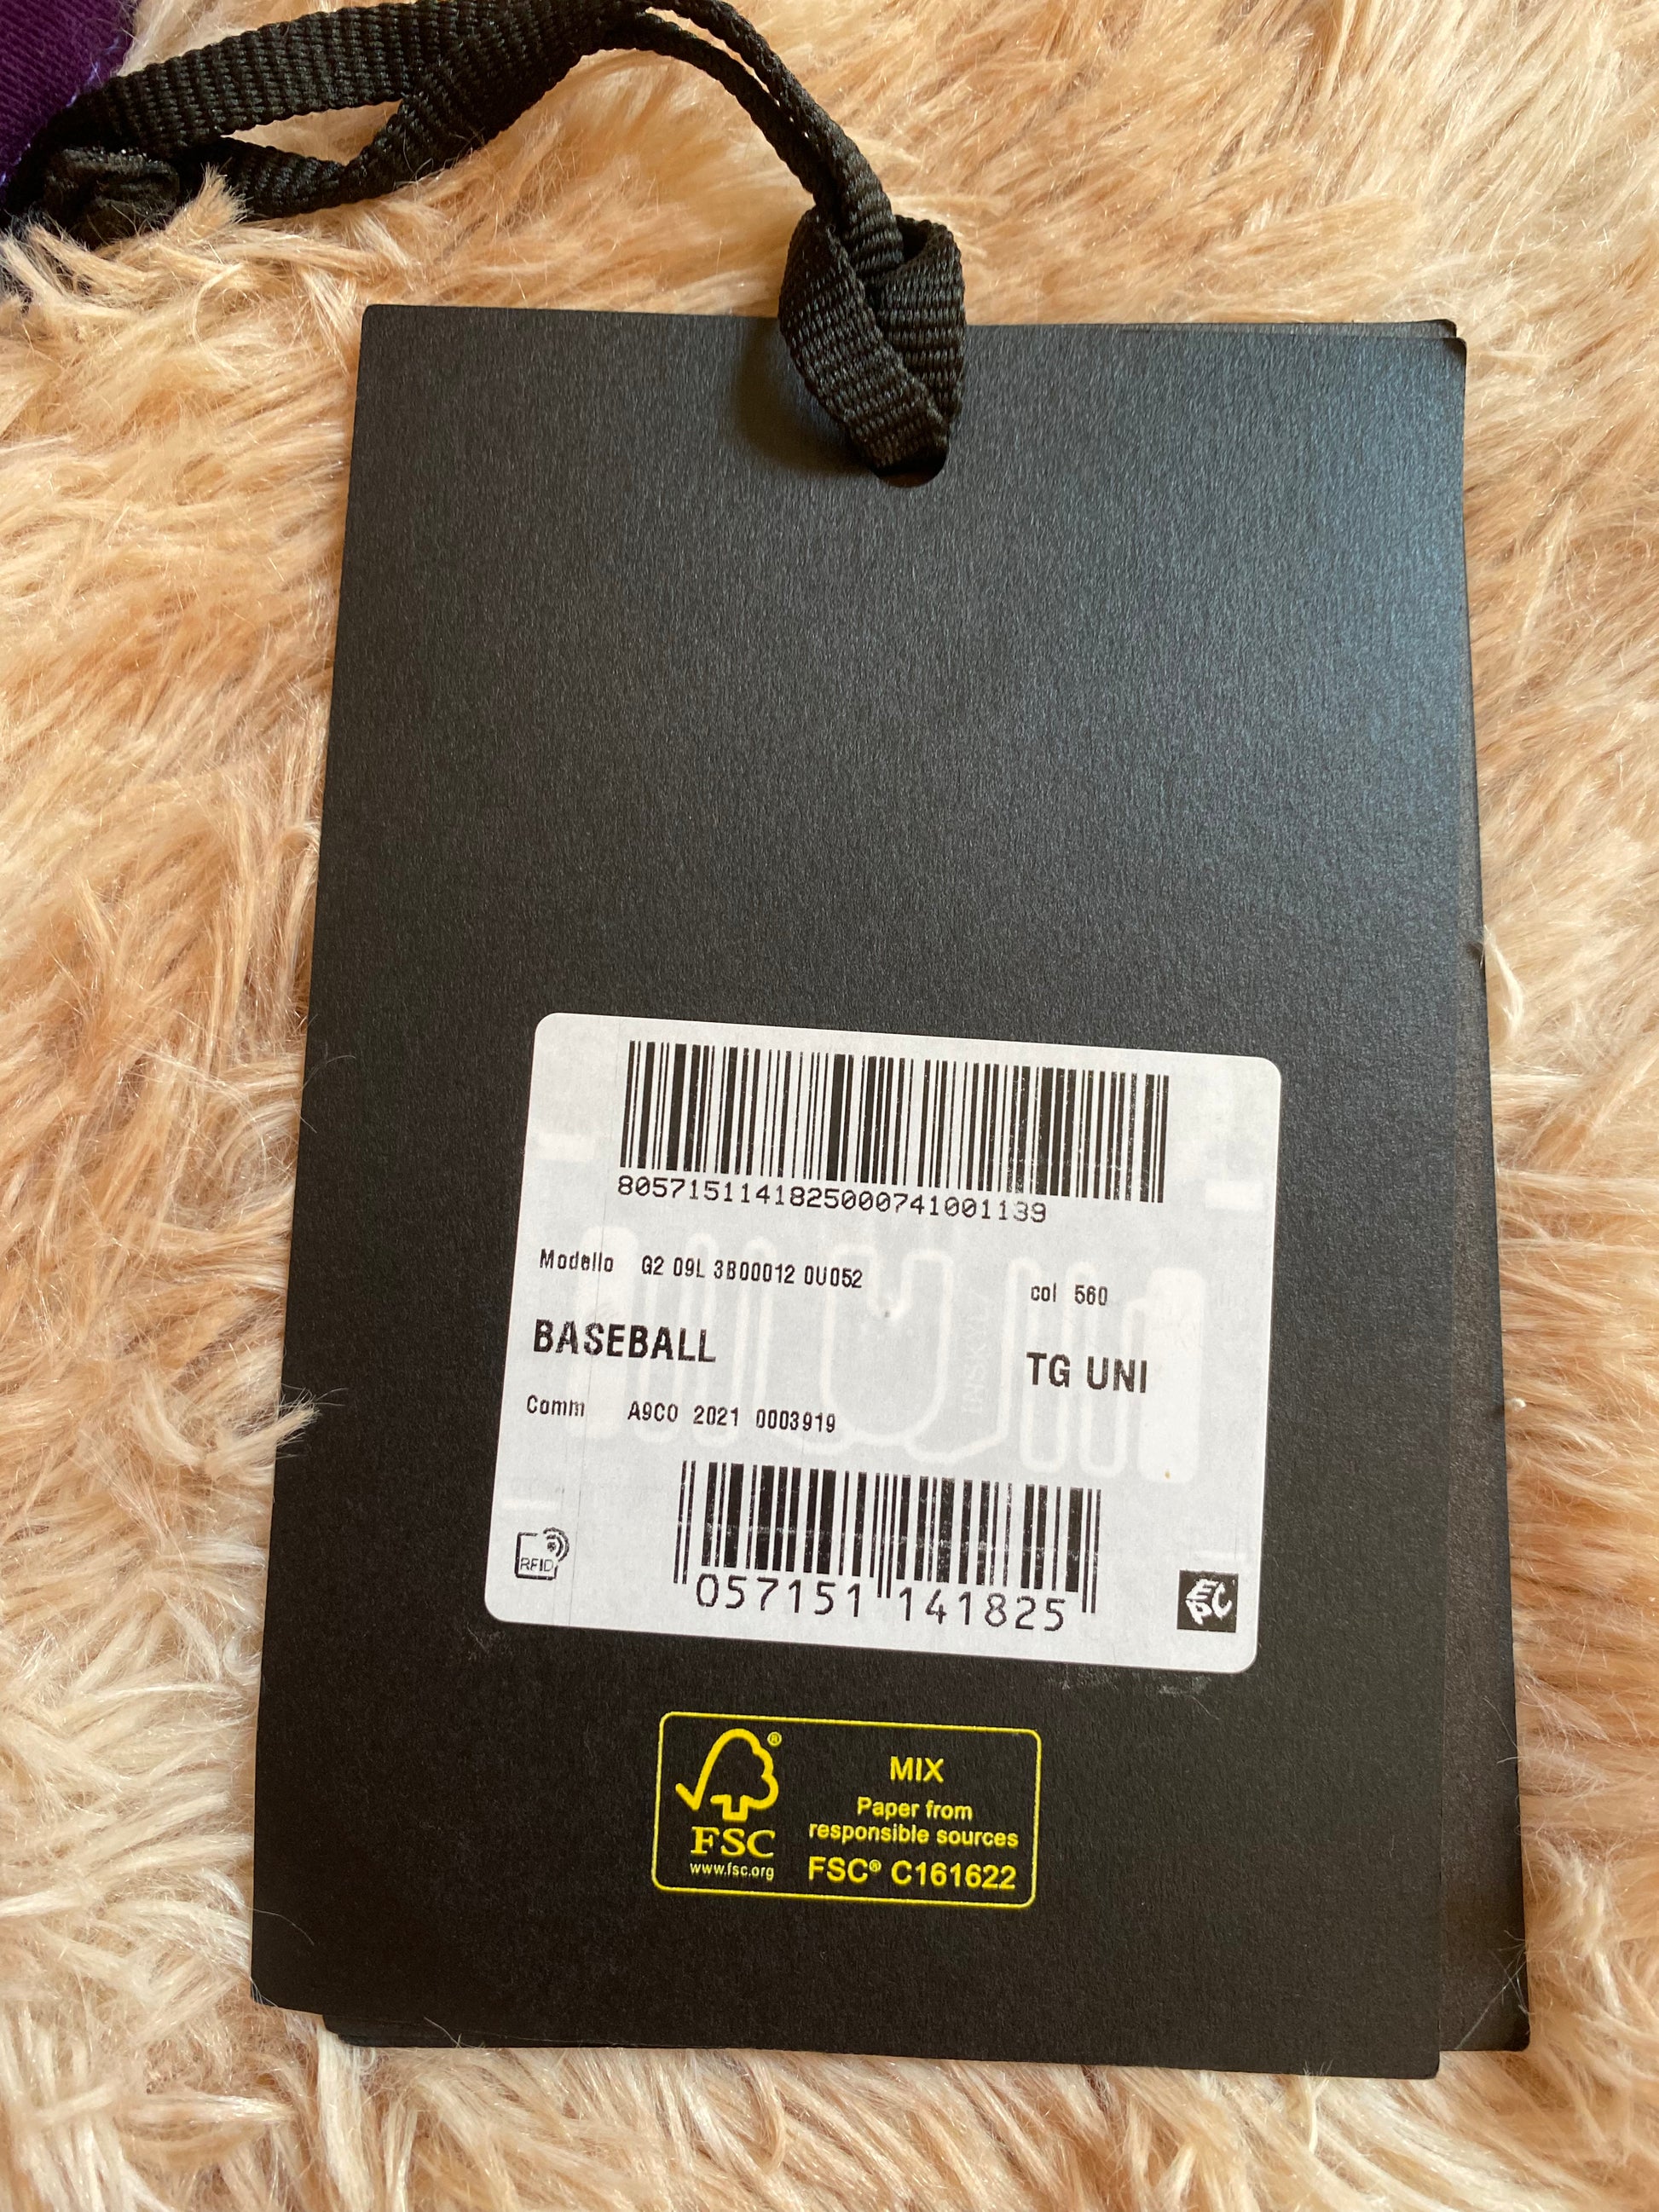 8057151141825000741001139
Modello G2 09L 3B00012 0U052 col 560
BASEBALL TG UNI
Comm A9C0 2021 0003919
RFID
057151 141825
EPC
®
MIX
Paper from
responsible sources
FSC
www.fsc.org
FSC® C161622